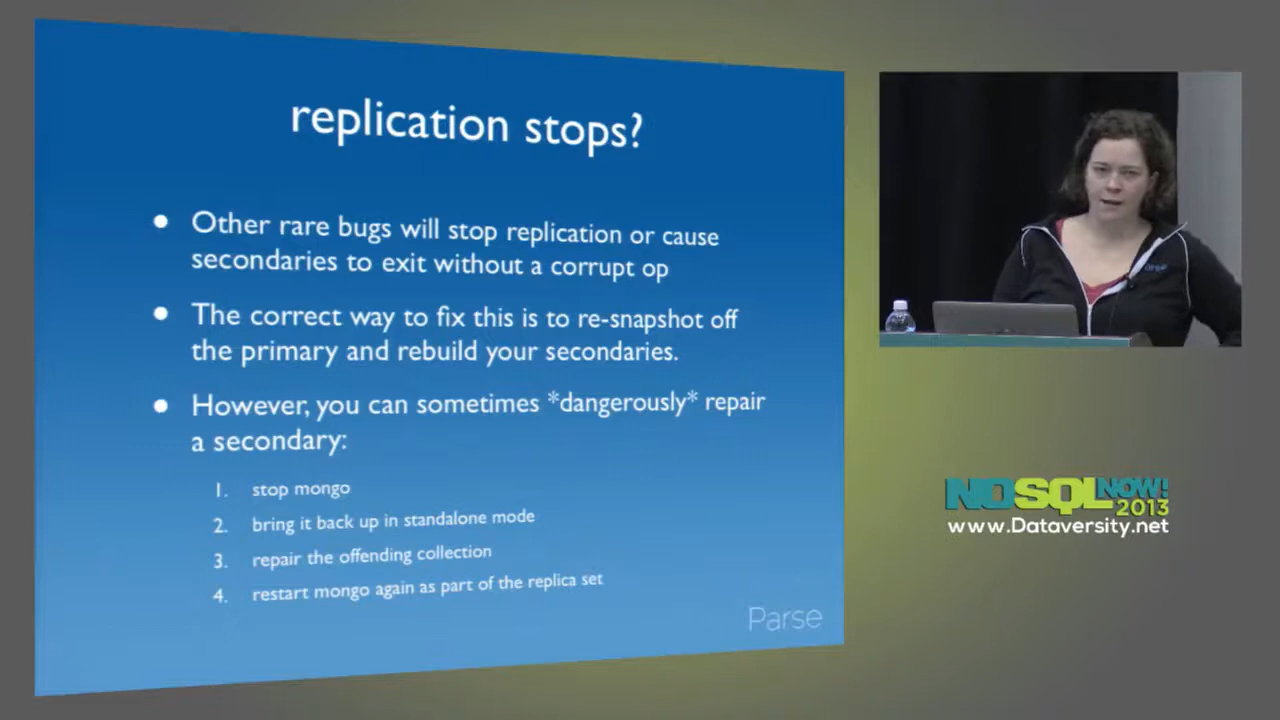 replication stops?
Other rare bugs will stop replication or cause
secondaries to exit without a corrupt op
The correct way to fix this is to re-snapshot off
the primary and rebuild your secondaries.
However, you can sometimes *dangerously* repair
a secondary:
1. stop mongo
2. bring it back up in standalone mode
3. repair the offending collection
4. restart mongo again as part of the replica set
Parse
NOSQL NOW!
2013
www.Dataversity.net